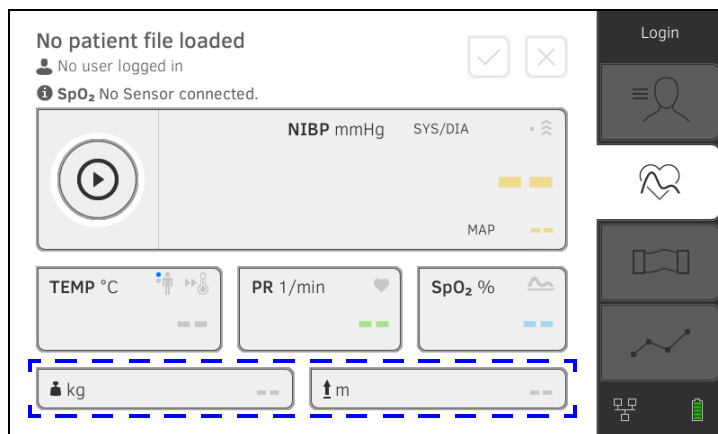 No patient file loaded
No user logged in
SpO₂ No Sensor connected.
NIBP mmHg SYS/DIA
-- --
MAP --
TEMP °C
--
PR 1/min
--
SpO₂ %
--
kg --
m --
Login